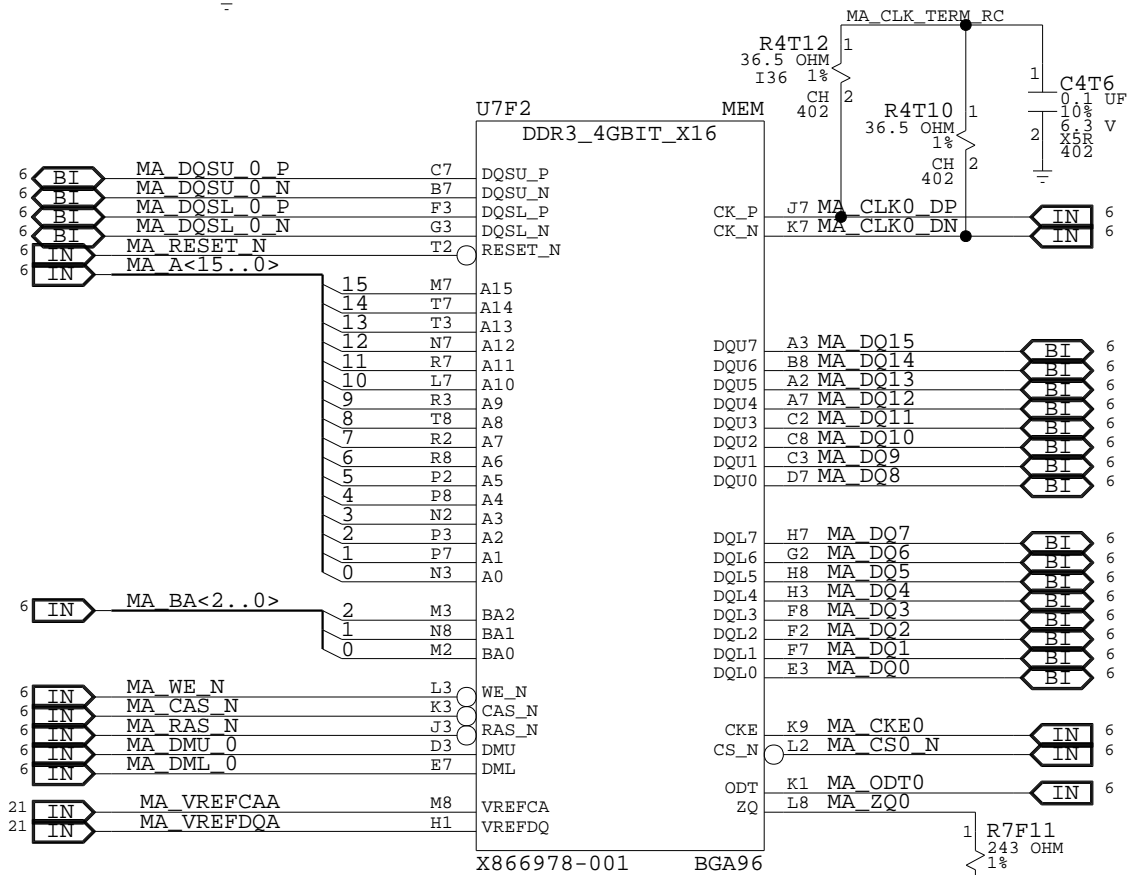 MA_CLK_TERM_RC
R4T12 1
36.5 OHM
I36 1%
CH 2
402
R4T10 1
36.5 OHM
1%
CH 2
402
1 C4T6
0.1 UF
10%
6.3 V
2 X5R
402
U7F2 MEM
DDR3_4GBIT_X16
6 BI MA_DQSU_0_P C7 DQSU_P
6 BI MA_DQSU_0_N B7 DQSU_N
6 BI MA_DQSL_0_P F3 DQSL_P
6 BI MA_DQSL_0_N G3 DQSL_N
6 IN MA_RESET_N T2 RESET_N
6 IN MA_A<15..0>
15 M7 A15
14 T7 A14
13 T3 A13
12 N7 A12
11 R7 A11
10 L7 A10
9 R3 A9
8 T8 A8
7 R2 A7
6 R8 A6
5 P2 A5
4 P8 A4
3 N2 A3
2 P3 A2
1 P7 A1
0 N3 A0
6 IN MA_BA<2..0>
2 M3 BA2
1 N8 BA1
0 M2 BA0
6 IN MA_WE_N L3 WE_N
6 IN MA_CAS_N K3 CAS_N
6 IN MA_RAS_N J3 RAS_N
6 IN MA_DMU_0 D3 DMU
6 IN MA_DML_0 E7 DML
21 IN MA_VREFCAA M8 VREFCA
21 IN MA_VREFDQA H1 VREFDQ
CK_P J7 MA_CLK0_DP IN 6
CK_N K7 MA_CLK0_DN IN 6
DQU7 A3 MA_DQ15 BI 6
DQU6 B8 MA_DQ14 BI 6
DQU5 A2 MA_DQ13 BI 6
DQU4 A7 MA_DQ12 BI 6
DQU3 C2 MA_DQ11 BI 6
DQU2 C8 MA_DQ10 BI 6
DQU1 C3 MA_DQ9 BI 6
DQU0 D7 MA_DQ8 BI 6
DQL7 H7 MA_DQ7 BI 6
DQL6 G2 MA_DQ6 BI 6
DQL5 H8 MA_DQ5 BI 6
DQL4 H3 MA_DQ4 BI 6
DQL3 F8 MA_DQ3 BI 6
DQL2 F2 MA_DQ2 BI 6
DQL1 F7 MA_DQ1 BI 6
DQL0 E3 MA_DQ0 BI 6
CKE K9 MA_CKE0 IN 6
CS_N L2 MA_CS0_N IN 6
ODT K1 MA_ODT0 IN 6
ZQ L8 MA_ZQ0
1 R7F11
243 OHM
1%
X866978-001 BGA96